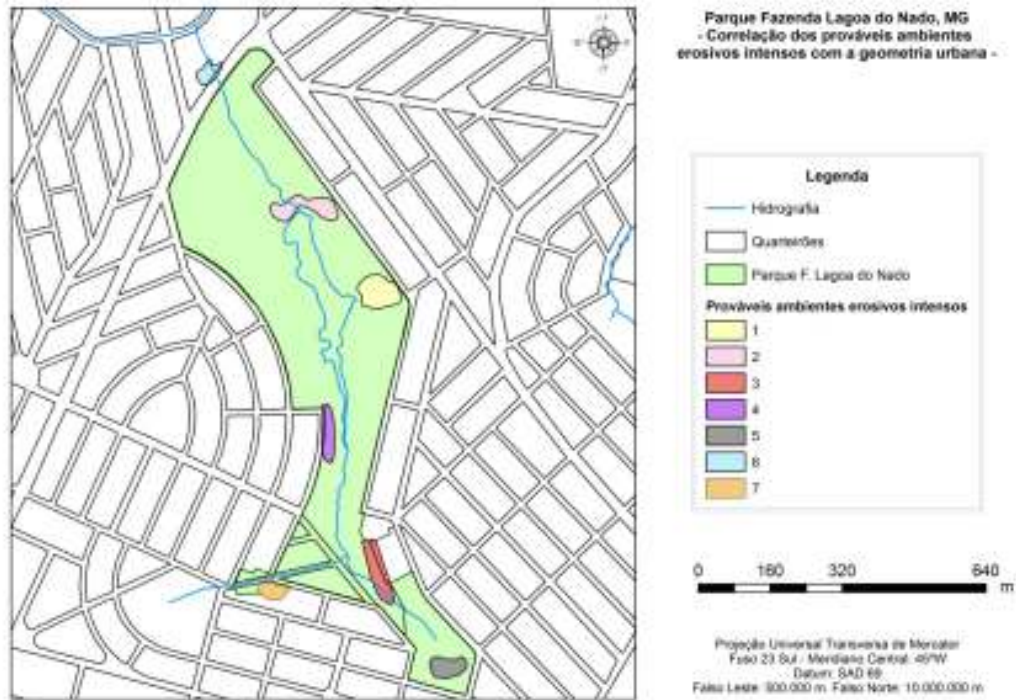 Parque Fazenda Lagoa do Nado, MG
- Correlação dos prováveis ambientes
erosivos intensos com a geometria urbana -
Legenda
Hidrografia
Quarteirões
Parque F. Lagoa do Nado
Prováveis ambientes erosivos intensos
1
2
3
4
5
6
7
0 160 320 640
m
Projeção Universal Transversa de Mercator
Fuso 23 Sul - Meridiano Central: 45ºW
Datum: SAD 69
Falso Leste: 500.000 m Falso Norte: 10.000.000 m